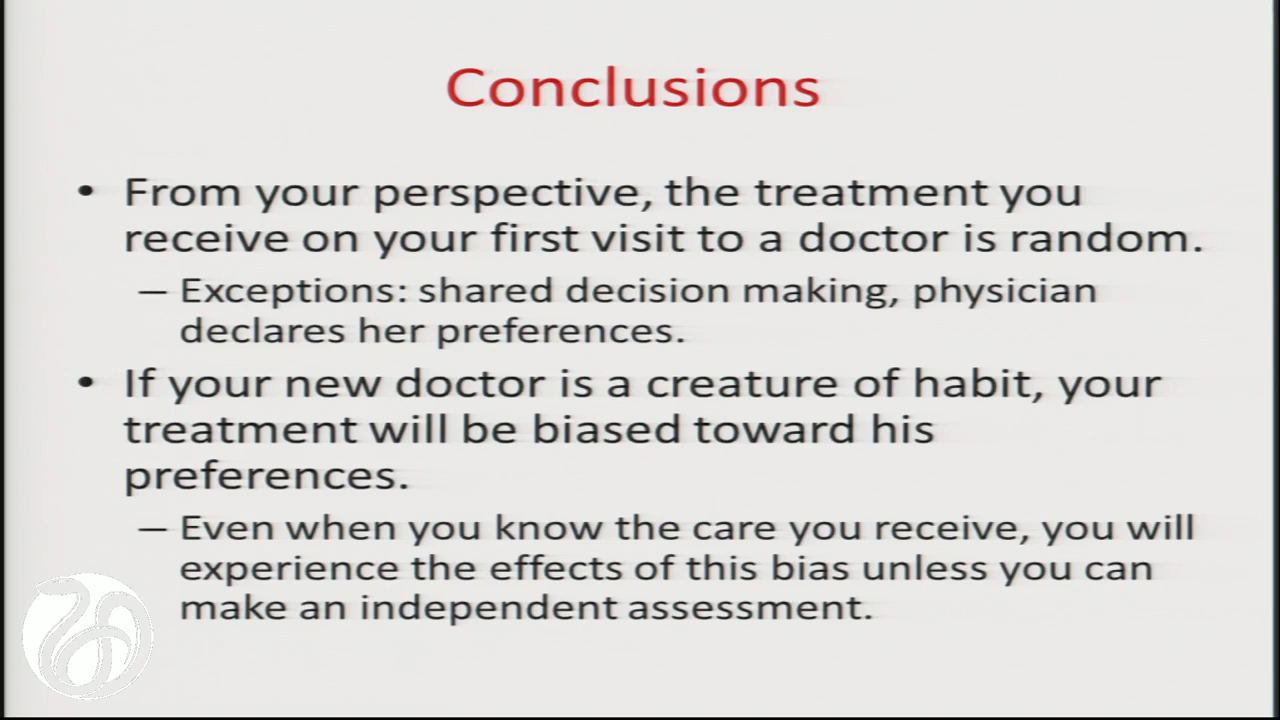 Conclusions
• From your perspective, the treatment you
receive on your first visit to a doctor is random.
– Exceptions: shared decision making, physician
declares her preferences.
• If your new doctor is a creature of habit, your
treatment will be biased toward his
preferences.
– Even when you know the care you receive, you will
experience the effects of this bias unless you can
make an independent assessment.